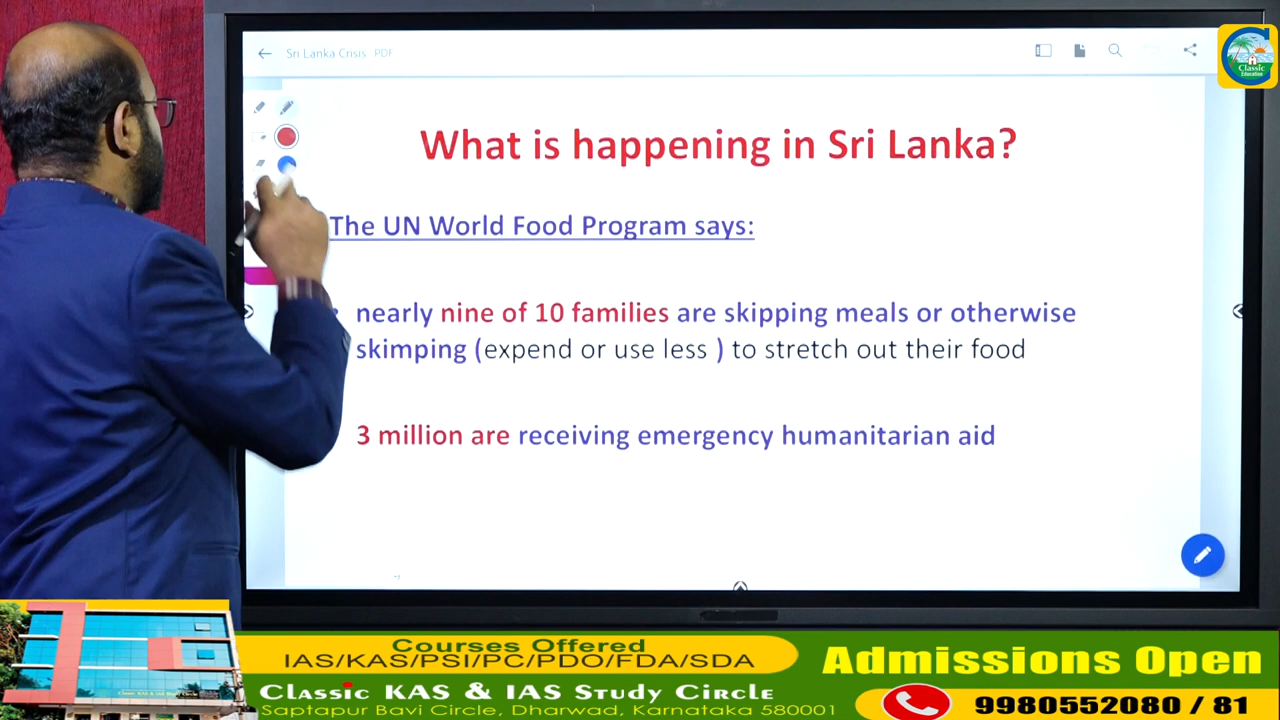 Sri Lanka Crisis PDF
Classic
Education
What is happening in Sri Lanka?
The UN World Food Program says:
nearly nine of 10 families are skipping meals or otherwise
skimping (expend or use less ) to stretch out their food
3 million are receiving emergency humanitarian aid
Courses Offered
IAS/KAS/PSI/PC/PDO/FDA/SDA
Classic KAS & IAS Study Circle
Saptapur Bavi Circle, Dharwad, Karnataka 580001
Admissions Open
9980552080 / 81